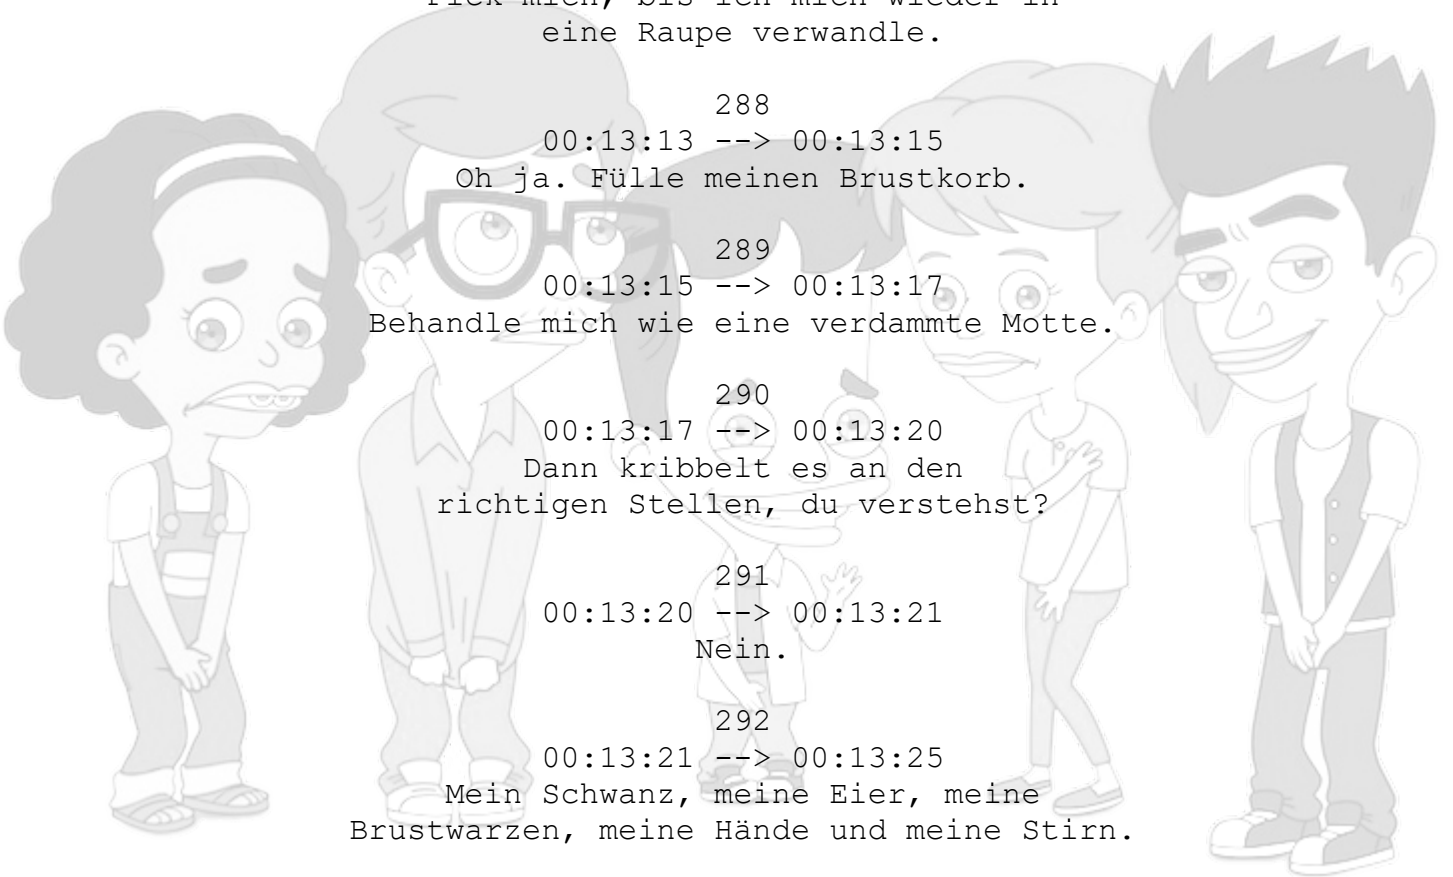 Fick mich, bis ich mich wieder in
eine Raupe verwandle.
288
00:13:13 --> 00:13:15
Oh ja. Fülle meinen Brustkorb.
289
00:13:15 --> 00:13:17
Behandle mich wie eine verdammte Motte.
290
00:13:17 --> 00:13:20
Dann kribbelt es an den
richtigen Stellen, du verstehst?
291
00:13:20 --> 00:13:21
Nein.
292
00:13:21 --> 00:13:25
Mein Schwanz, meine Eier, meine
Brustwarzen, meine Hände und meine Stirn.